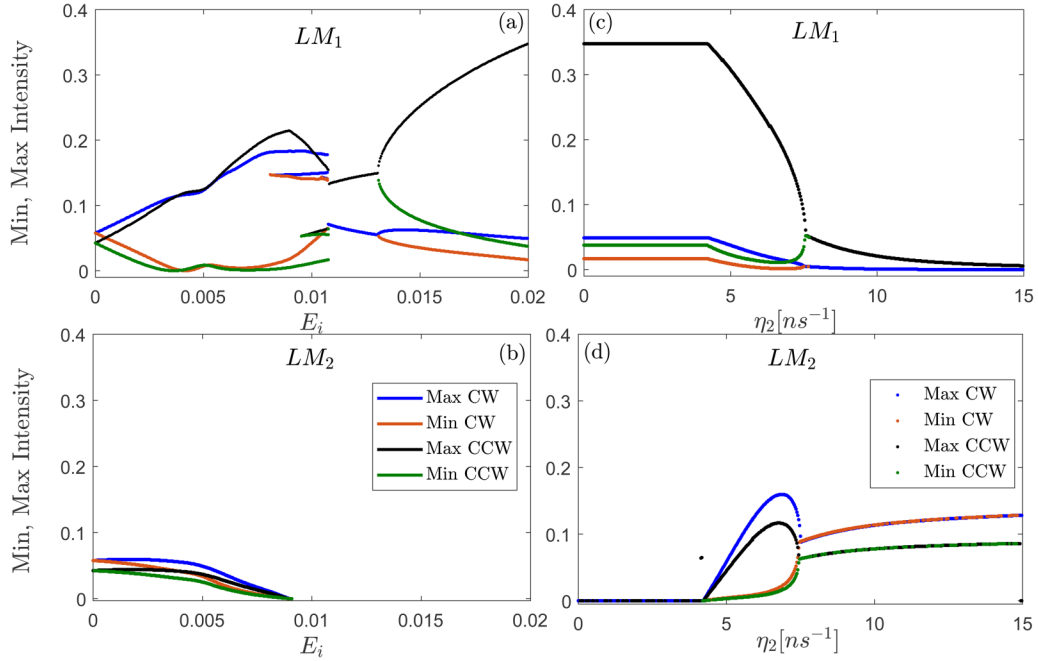 0.4
(a)
LM₁
0.3
0.2
0.1
0
Min, Max Intensity
0
0.005
0.01
0.015
0.02
Eᵢ
0.4
(c)
LM₁
0.3
0.2
0.1
0
0
5
10
15
η₂[ns⁻¹]
0.4
LM₂
(b)
0.3
Max CW
Min CW
Max CCW
Min CCW
0.2
0.1
0
Min, Max Intensity
0
0.005
0.01
0.015
0.02
Eᵢ
0.4
(d)
LM₂
0.3
Max CW
Min CW
Max CCW
Min CCW
0.2
0.1
0
0
5
10
15
η₂[ns⁻¹]